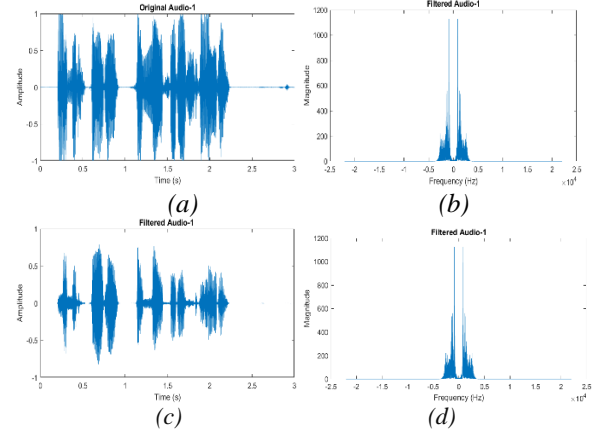 Original Audio-1
1
0.5
0
-0.5
-1
Amplitude
0 0.5 1 1.5 2 2.5 3
Time (s)
(a)
Filtered Audio-1
1200
1000
800
600
400
200
0
Magnitude
-2.5 -2 -1.5 -1 -0.5 0 0.5 1 1.5 2 2.5
Frequency (Hz) ×10⁴
(b)
Filtered Audio-1
1
0.5
0
-0.5
-1
Amplitude
0 0.5 1 1.5 2 2.5 3
Time (s)
(c)
Filtered Audio-1
1200
1000
800
600
400
200
0
Magnitude
-2.5 -2 -1.5 -1 -0.5 0 0.5 1 1.5 2 2.5
Frequency (Hz) ×10⁴
(d)